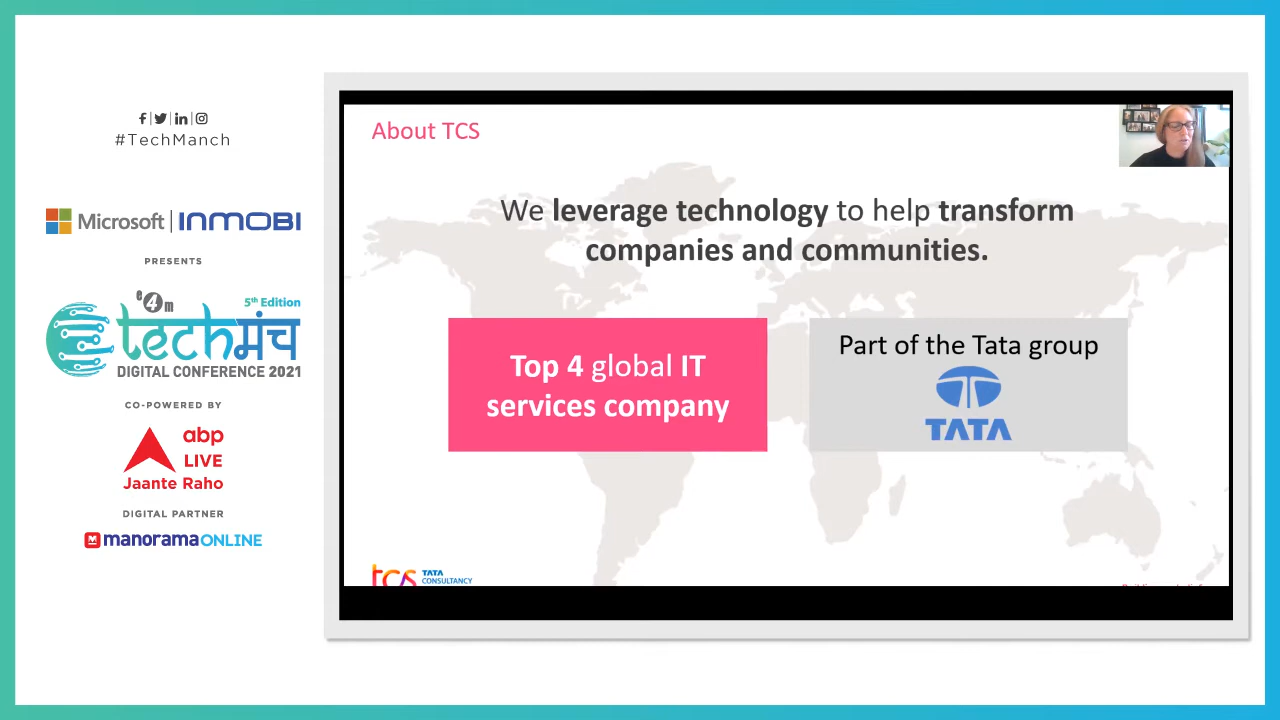 #TechManch
Microsoft | INMOBI
PRESENTS
e4m
5th Edition
techमंच
DIGITAL CONFERENCE 2021
CO-POWERED BY
abp
LIVE
Jaante Raho
DIGITAL PARTNER
manoramaONLINE
About TCS
We leverage technology to help transform
companies and communities.
Top 4 global IT
services company
Part of the Tata group
TATA
tcs TATA
CONSULTANCY